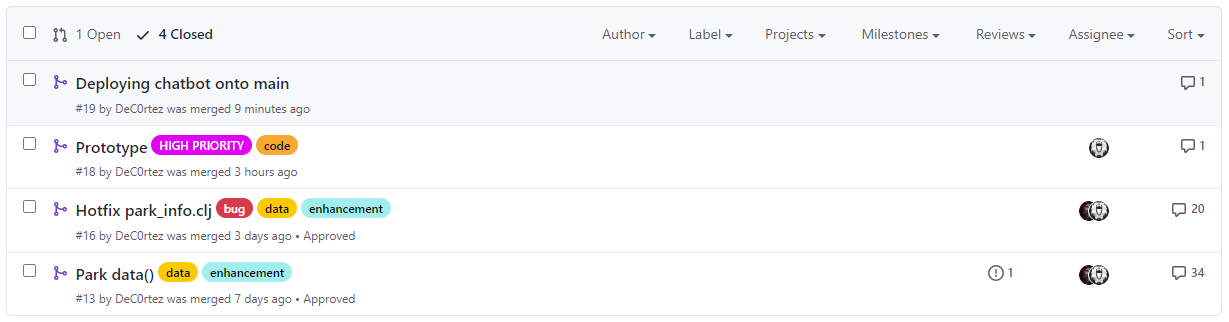 1 Open 4 Closed Author Label Projects Milestones Reviews Assignee Sort
Deploying chatbot onto main 1
#19 by DeC0rtez was merged 9 minutes ago
Prototype HIGH PRIORITY code 1
#18 by DeC0rtez was merged 3 hours ago
Hotfix park_info.clj bug data enhancement 20
#16 by DeC0rtez was merged 3 days ago • Approved
Park data() data enhancement 1 34
#13 by DeC0rtez was merged 7 days ago • Approved